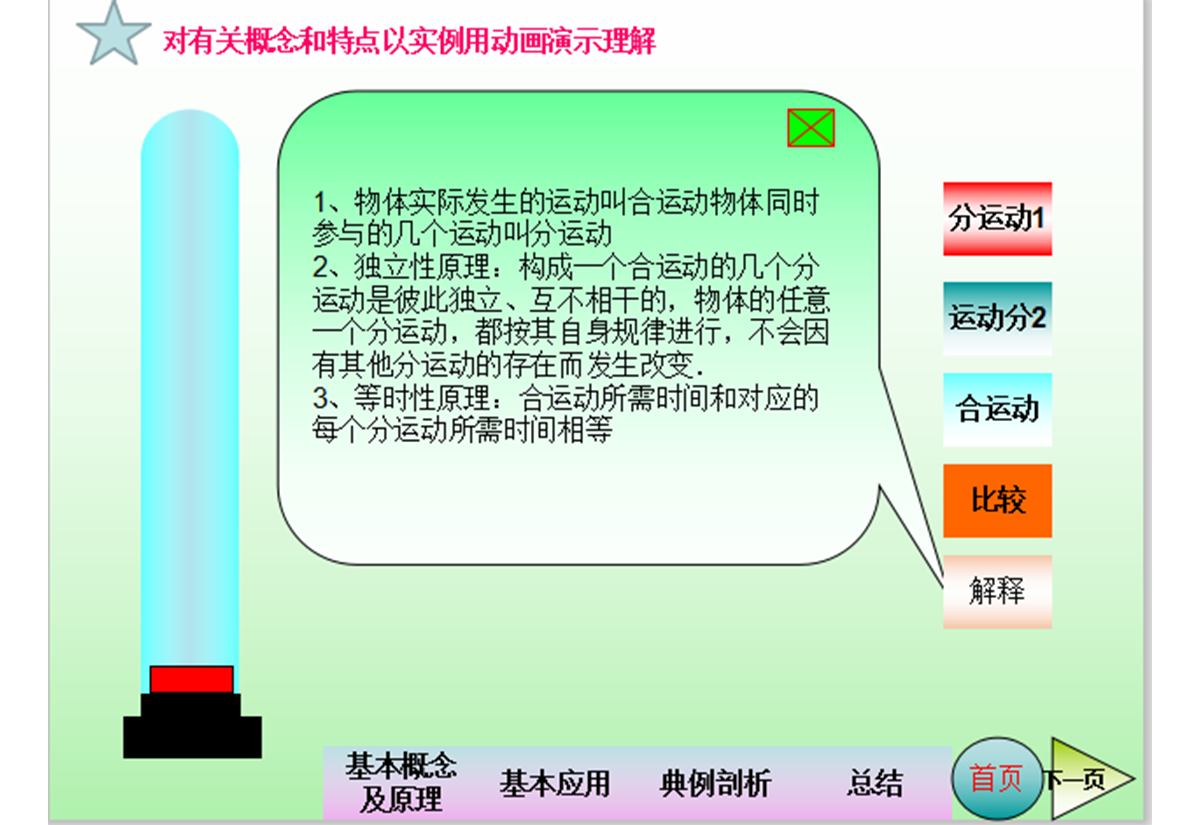 对有关概念和特点以实例用动画演示理解
1、物体实际发生的运动叫合运动物体同时
参与的几个运动叫分运动
2、独立性原理：构成一个合运动的几个分
运动是彼此独立、互不相干的，物体的任意
一个分运动，都按其自身规律进行，不会因
有其他分运动的存在而发生改变.
3、等时性原理：合运动所需时间和对应的
每个分运动所需时间相等
分运动1
运动分2
合运动
比较
解释
基本概念
及原理
基本应用
典例剖析
总结
首页
下一页